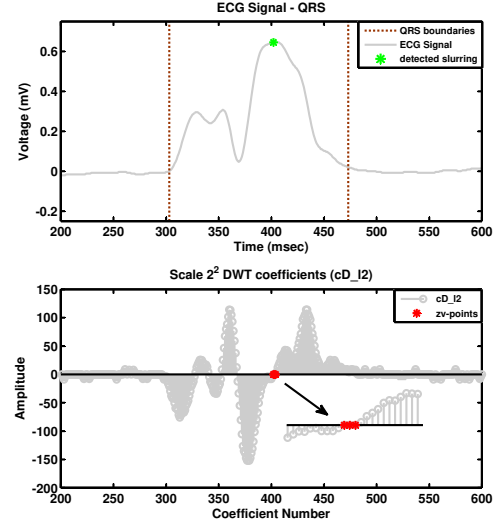 ECG Signal - QRS
Voltage (mV)
0.6
0.4
0.2
0
-0.2
QRS boundaries
ECG Signal
detected slurring
200 250 300 350 400 450 500 550 600
Time (msec)
Scale 2² DWT coefficients (cD_l2)
Amplitude
150
100
50
0
-50
-100
-150
-200
cD_l2
zv-points
200 250 300 350 400 450 500 550 600
Coefficient Number